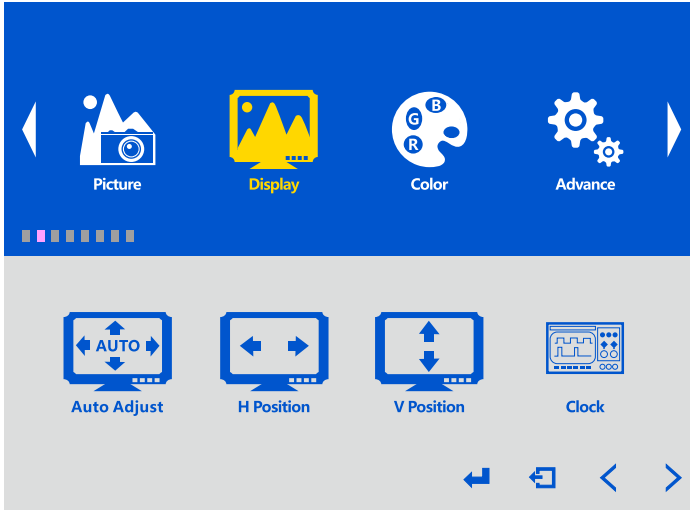 B
G
R
Picture
Display
Color
Advance
AUTO
Auto Adjust
H Position
V Position
Clock